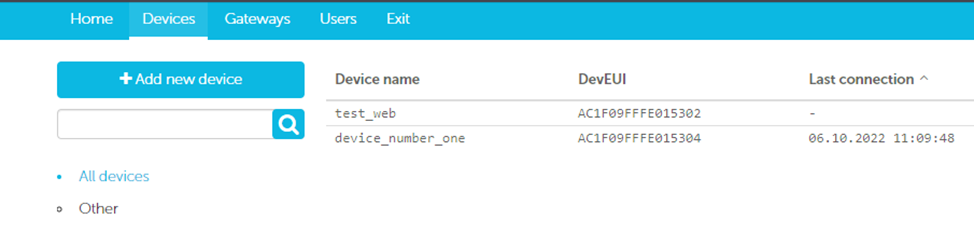 Home Devices Gateways Users Exit
+ Add new device
Device name DevEUI Last connection
test_web AC1F09FFFE015302 -
device_number_one AC1F09FFFE015304 06.10.2022 11:09:48
All devices
Other